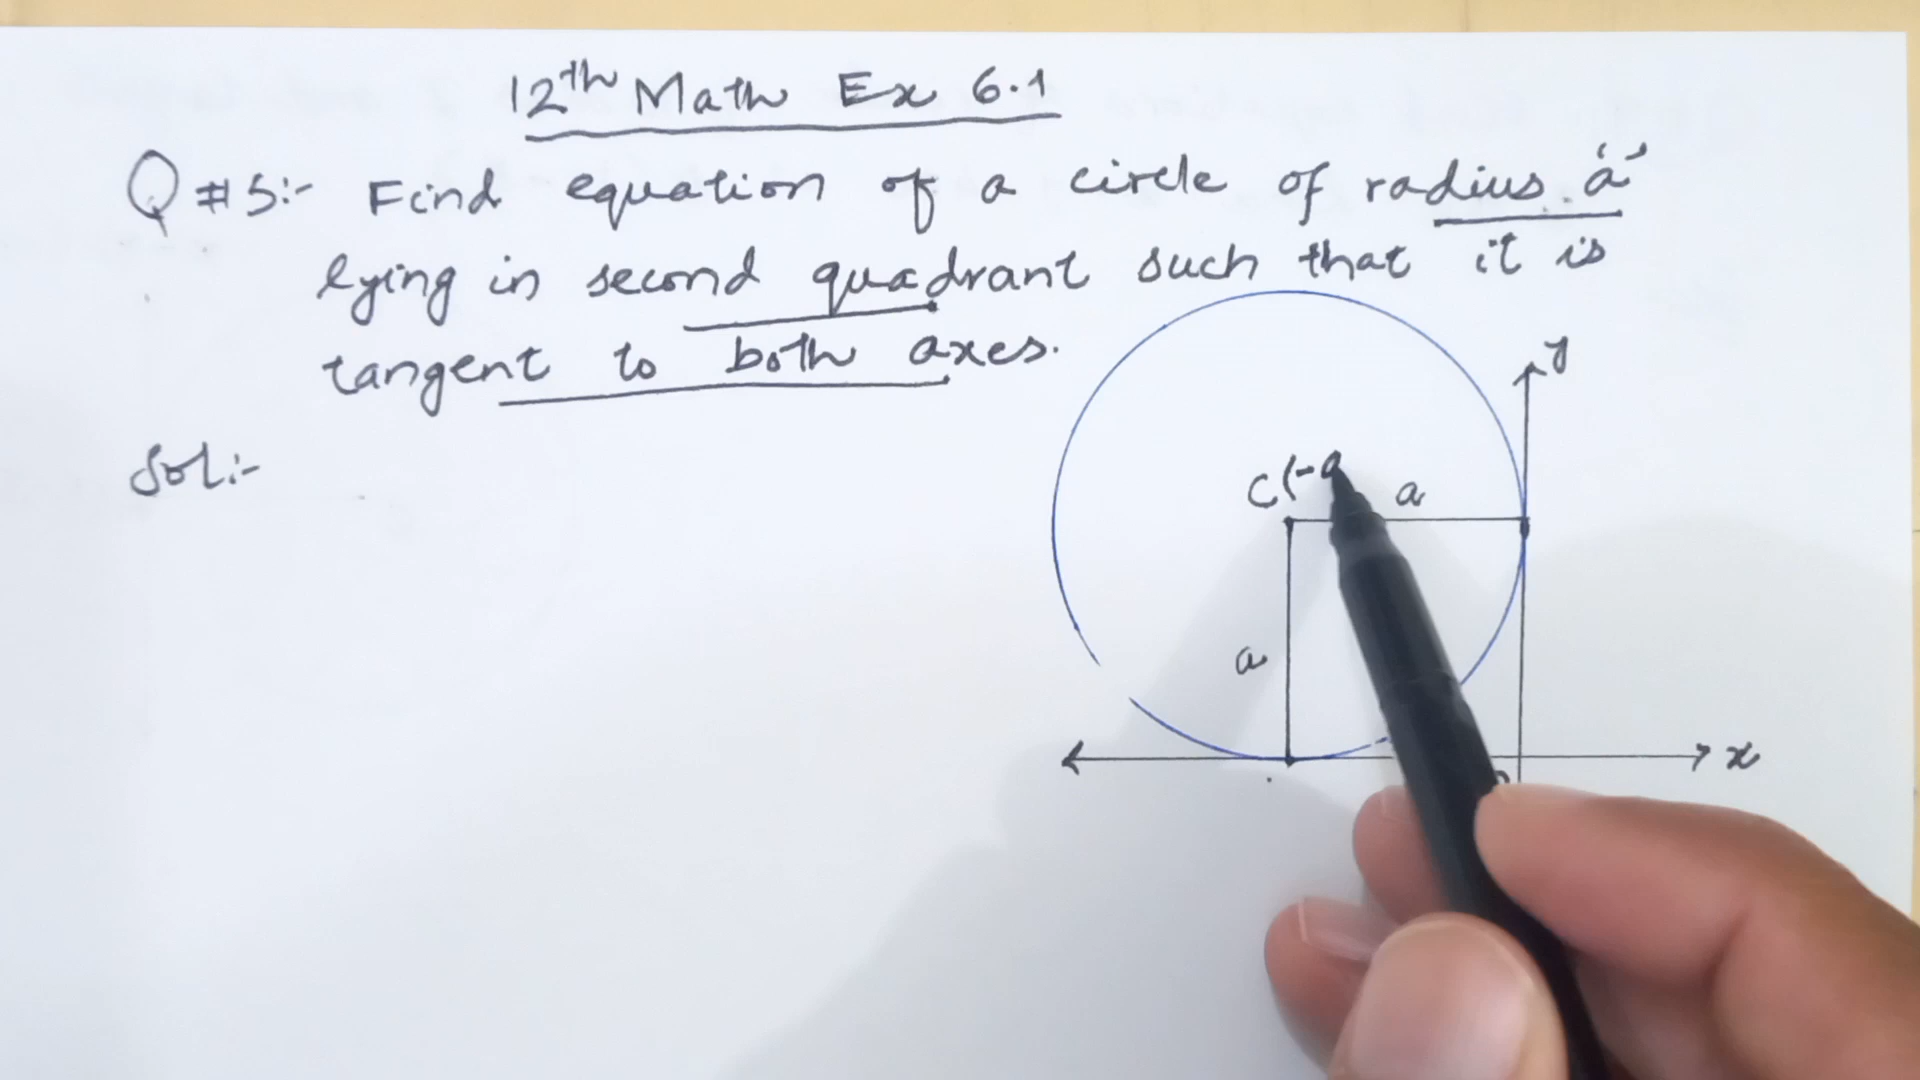 12th Math Ex 6.1
Q #5:- Find equation of a circle of radius 'a'
lying in second quadrant such that it is
tangent to both axes.
Sol:-
y
C(-a
a
a
x